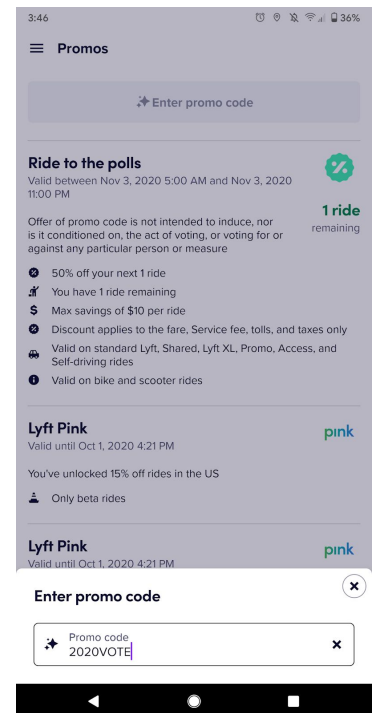 3:46
36%
Promos
Enter promo code
Ride to the polls
Valid between Nov 3, 2020 5:00 AM and Nov 3, 2020
11:00 PM
1 ride
remaining
Offer of promo code is not intended to induce, nor
is it conditioned on, the act of voting, or voting for or
against any particular person or measure
50% off your next 1 ride
You have 1 ride remaining
$ Max savings of $10 per ride
Discount applies to the fare, Service fee, tolls, and taxes only
Valid on standard Lyft, Shared, Lyft XL, Promo, Access, and
Self-driving rides
Valid on bike and scooter rides
Lyft Pink
pink
Valid until Oct 1, 2020 4:21 PM
You've unlocked 15% off rides in the US
Only beta rides
Lyft Pink
pink
Valid until Oct 1, 2020 4:21 PM
Enter promo code
Promo code
2020VOTE